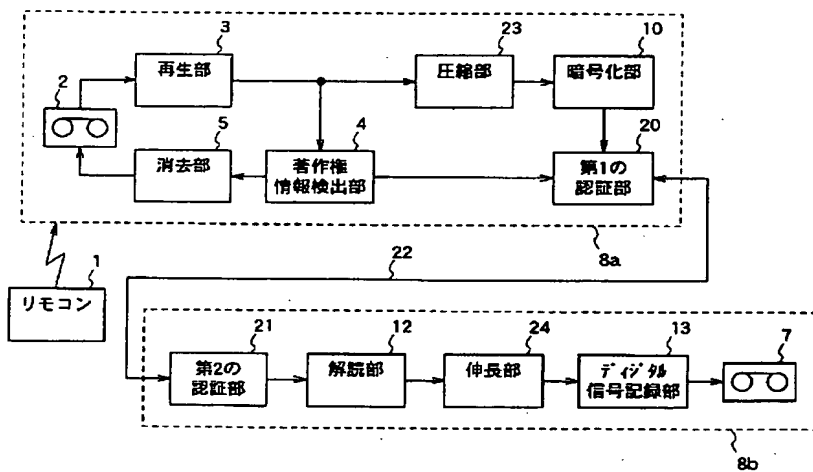 3
再生部
23
圧縮部
10
暗号化部
2
5
消去部
4
著作権
情報検出部
20
第1の
認証部
8a
22
1
リモコン
21
第2の
認証部
12
解読部
24
伸長部
13
ディジタル
信号記録部
7
8b